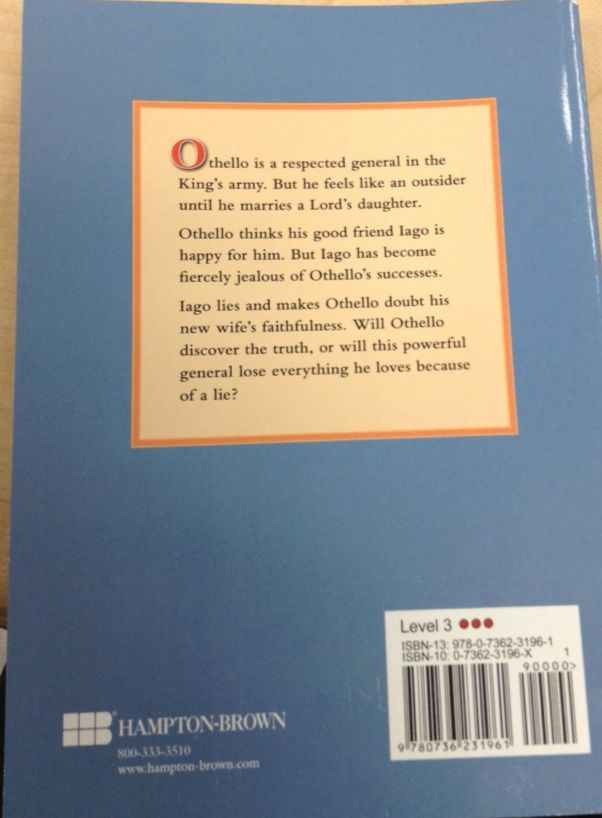 Othello is a respected general in the
King's army. But he feels like an outsider
until he marries a Lord's daughter.
Othello thinks his good friend Iago is
happy for him. But Iago has become
fiercely jealous of Othello's successes.
Iago lies and makes Othello doubt his
new wife's faithfulness. Will Othello
discover the truth, or will this powerful
general lose everything he loves because
of a lie?
Level 3
ISBN-13: 978-0-7362-3196-1
ISBN-10: 0-7362-3196-X 1
90000>
9 780736 231961
HAMPTON-BROWN
800-333-3510
www.hampton-brown.com